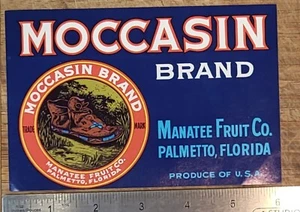 MOCCASIN
BRAND
MOCCASIN BRAND
TRADE MARK
MANATEE FRUIT CO.
PALMETTO, FLORIDA
MANATEE FRUIT CO.
PALMETTO, FLORIDA
PRODUCE OF U.S.A.
1 2 3 4 5 6